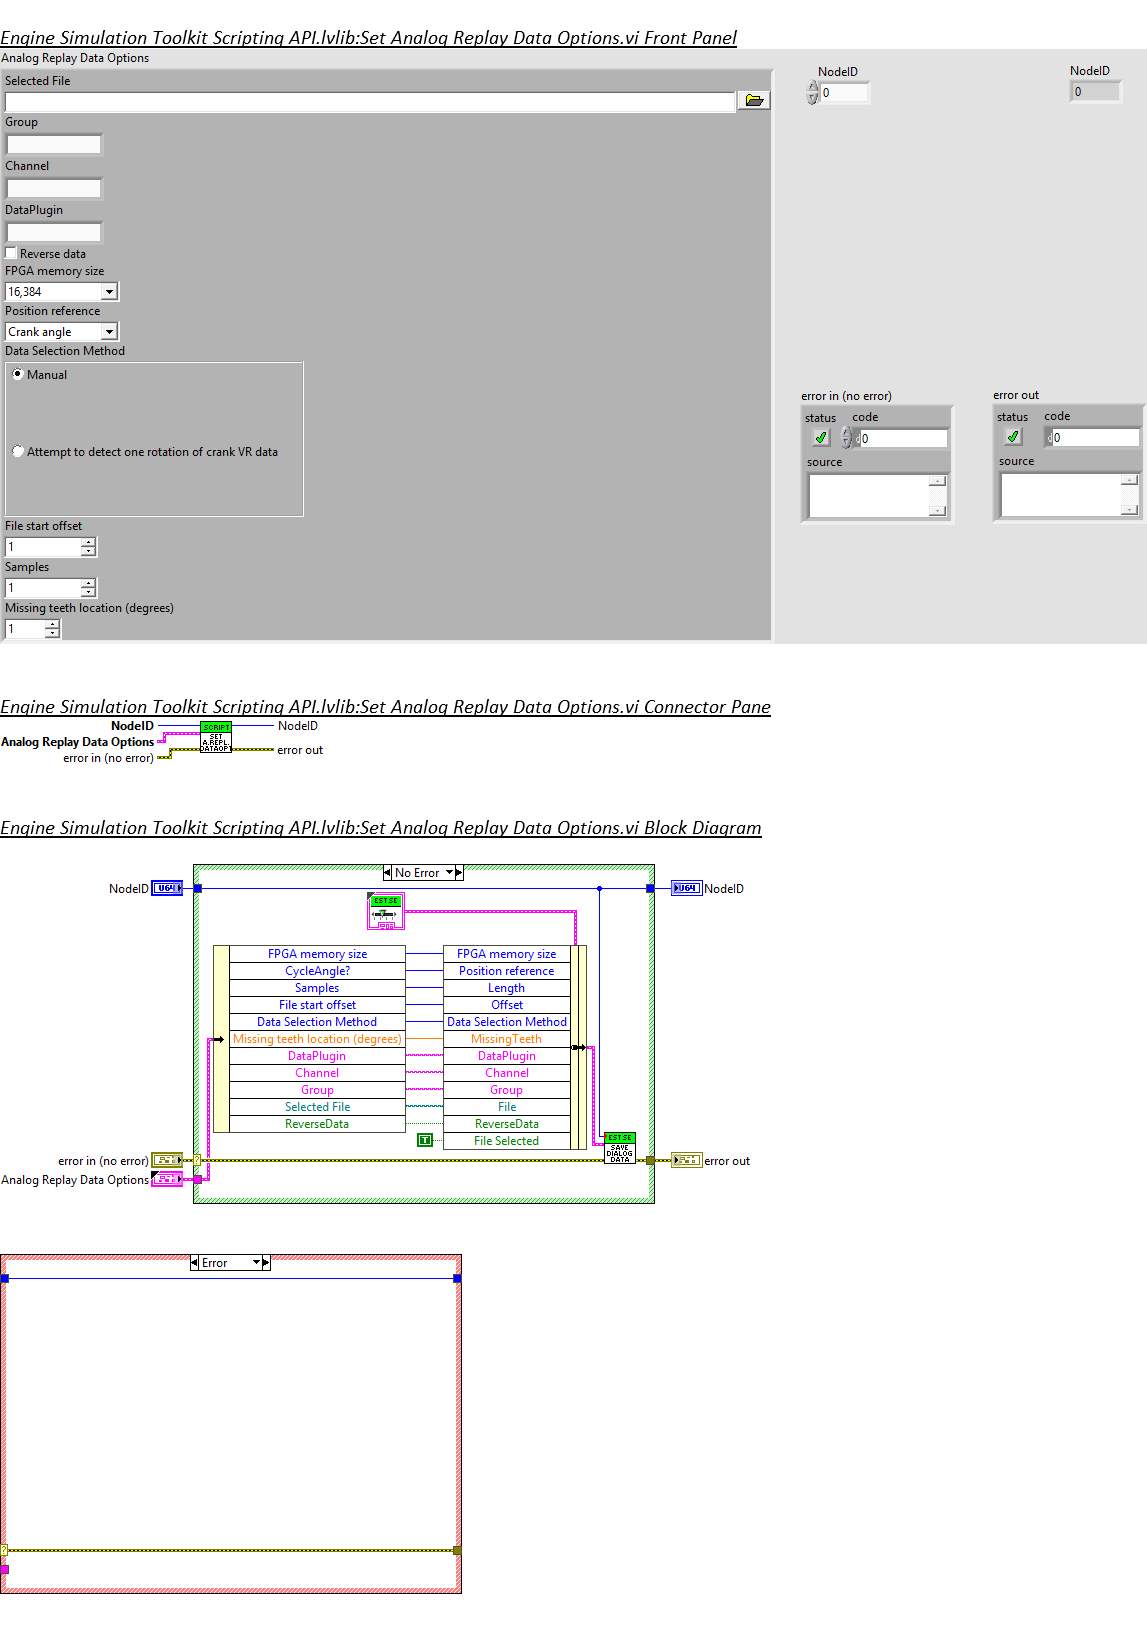 Engine Simulation Toolkit Scripting API.lvlib:Set Analog Replay Data Options.vi Front Panel
Analog Replay Data Options
Selected File
NodeID
0
NodeID
0
Group
Channel
DataPlugin
Reverse data
FPGA memory size
16,384
Position reference
Crank angle
Data Selection Method
Manual
Attempt to detect one rotation of crank VR data
error in (no error)
status code
0
source
error out
status code
0
source
File start offset
1
Samples
1
Missing teeth location (degrees)
1
Engine Simulation Toolkit Scripting API.lvlib:Set Analog Replay Data Options.vi Connector Pane
NodeID
Analog Replay Data Options
error in (no error)
SCRIPT
SET
A.REPL.
DATAOPT
NodeID
error out
Engine Simulation Toolkit Scripting API.lvlib:Set Analog Replay Data Options.vi Block Diagram
No Error
NodeID U64
U64 NodeID
EST SE
FPGA memory size FPGA memory size
CycleAngle? Position reference
Samples Length
File start offset Offset
Data Selection Method Data Selection Method
Missing teeth location (degrees) MissingTeeth
DataPlugin DataPlugin
Channel Channel
Group Group
Selected File File
ReverseData ReverseData
T File Selected
EST SE
SAVE
DIALOG
DATA
error in (no error) ? error out
Analog Replay Data Options
Error
?